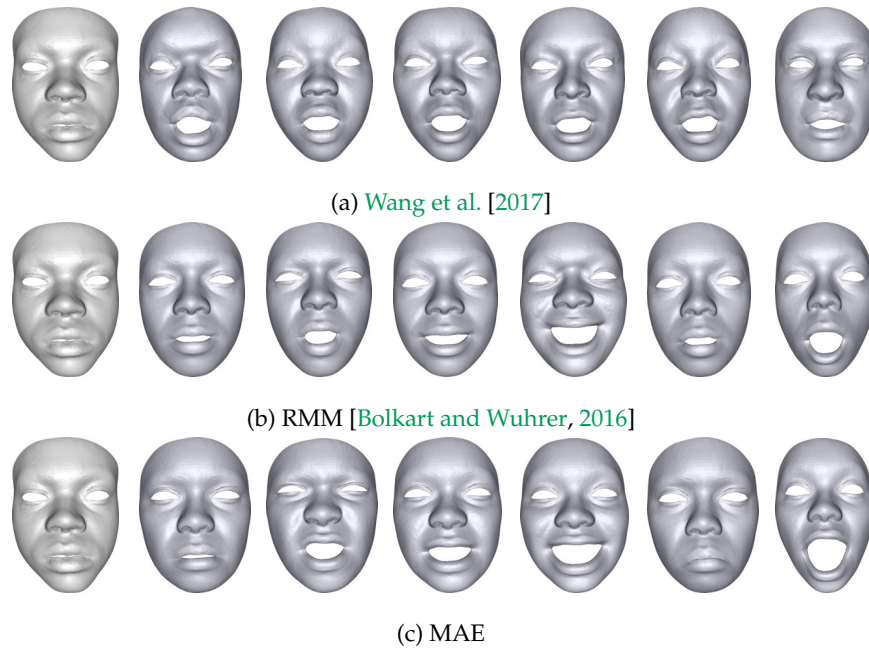 (a) Wang et al. [2017]
(b) RMM [Bolkart and Wuhrer, 2016]
(c) MAE